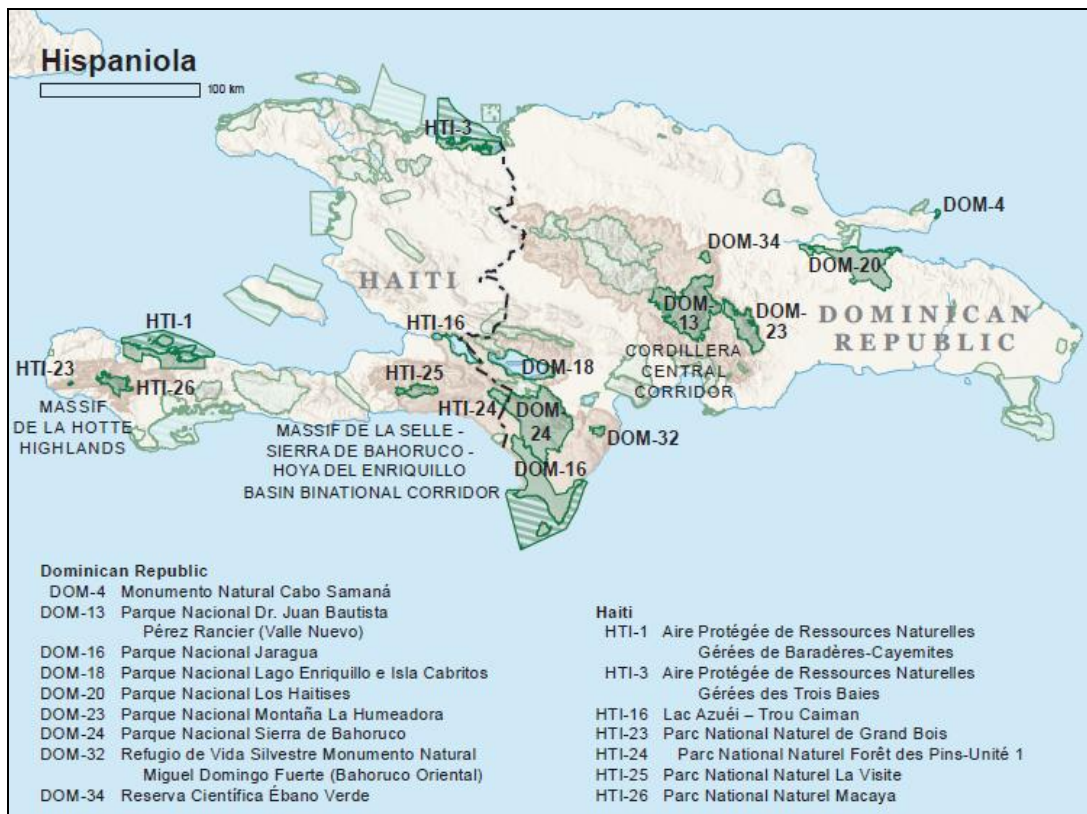 Hispaniola
100 km
HTI-3
DOM-4
DOM-34
DOM-20
HAITI
DOM-
13
DOM-
23
DOMINICAN
REPUBLIC
HTI-1
HTI-16
CORDILLERA
CENTRAL
CORRIDOR
DOM-18
HTI-23
HTI-26
HTI-25
HTI-24
DOM-
24
DOM-32
MASSIF
DE LA HOTTE
HIGHLANDS
MASSIF DE LA SELLE -
SIERRA DE BAHORUCO -
HOYA DEL ENRIQUILLO
BASIN BINATIONAL CORRIDOR
DOM-16
Dominican Republic
DOM-4 Monumento Natural Cabo Samaná
DOM-13 Parque Nacional Dr. Juan Bautista
Pérez Rancier (Valle Nuevo)
DOM-16 Parque Nacional Jaragua
DOM-18 Parque Nacional Lago Enriquillo e Isla Cabritos
DOM-20 Parque Nacional Los Haitises
DOM-23 Parque Nacional Montaña La Humeadora
DOM-24 Parque Nacional Sierra de Bahoruco
DOM-32 Refugio de Vida Silvestre Monumento Natural
Miguel Domingo Fuerte (Bahoruco Oriental)
DOM-34 Reserva Científica Ébano Verde
Haiti
HTI-1 Aire Protégée de Ressources Naturelles
Gérées de Baradères-Cayemites
HTI-3 Aire Protégée de Ressources Naturelles
Gérées des Trois Baies
HTI-16 Lac Azuéi – Trou Caiman
HTI-23 Parc National Naturel de Grand Bois
HTI-24 Parc National Naturel Forêt des Pins-Unité 1
HTI-25 Parc National Naturel La Visite
HTI-26 Parc National Naturel Macaya